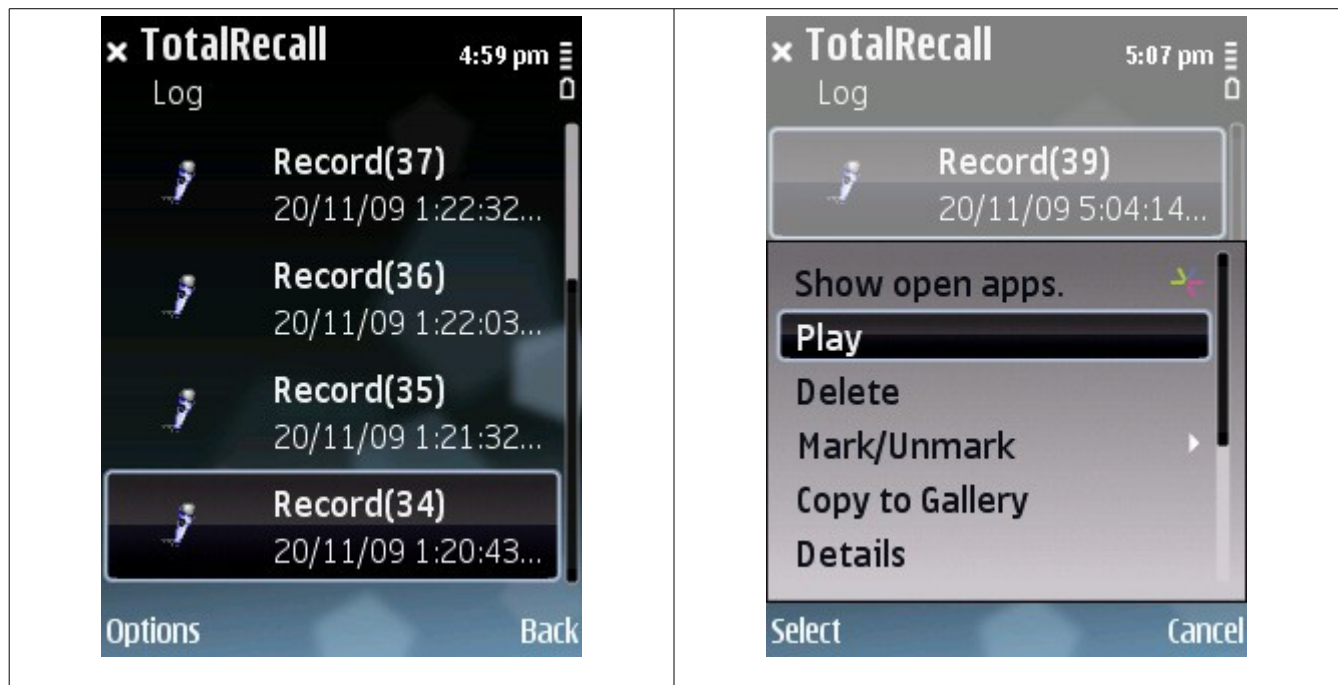 TotalRecall
4:59 pm
Log
Record(37)
20/11/09 1:22:32...
Record(36)
20/11/09 1:22:03...
Record(35)
20/11/09 1:21:32...
Record(34)
20/11/09 1:20:43...
Options
Back
TotalRecall
5:07 pm
Log
Record(39)
20/11/09 5:04:14...
Show open apps.
Play
Delete
Mark/Unmark
Copy to Gallery
Details
Select
Cancel